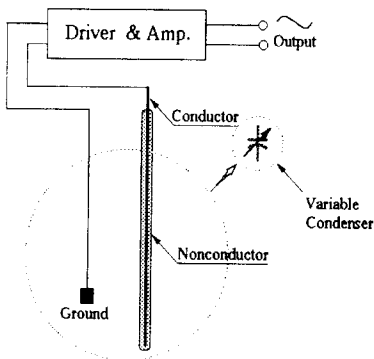 Driver & Amp.
Output
Conductor
Variable
Condenser
Nonconductor
Ground